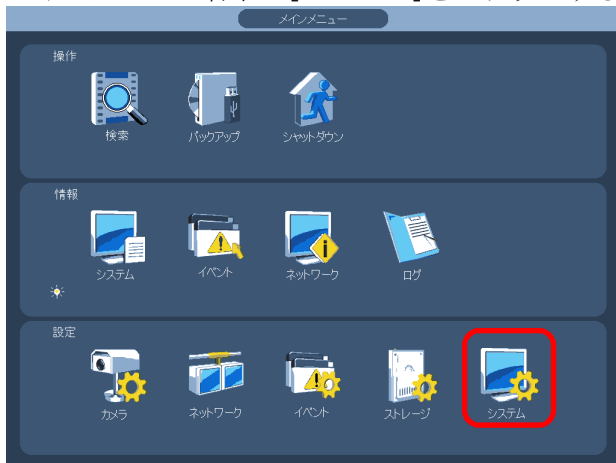 メインメニュー
操作
検索 バックアップ シャットダウン
情報
システム イベント ネットワーク ログ
設定
カメラ ネットワーク イベント ストレージ システム